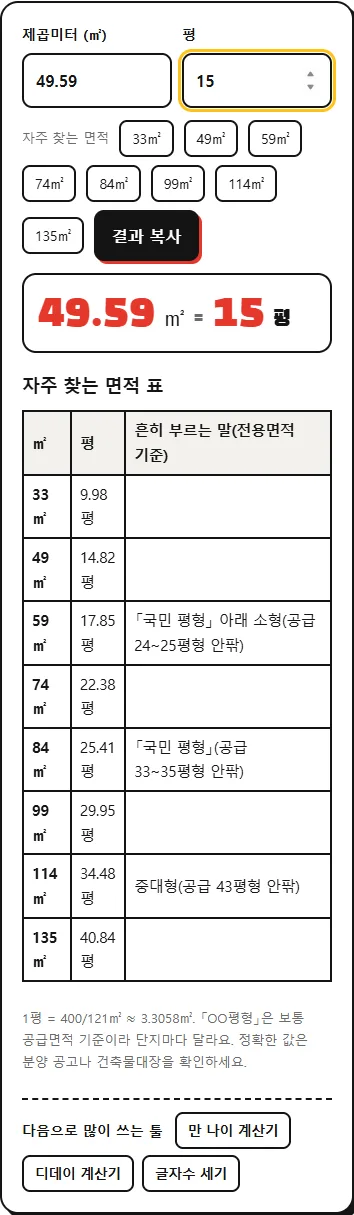 제곱미터 (㎡) 평
49.59 15
자주 찾는 면적 33㎡ 49㎡ 59㎡
74㎡ 84㎡ 99㎡ 114㎡
135㎡ 결과 복사
49.59 ㎡ = 15 평
자주 찾는 면적 표
㎡ 평 흔히 부르는 말(전용면적
기준)
33
㎡
9.98
평
49
㎡
14.82
평
59
㎡
17.85
평
「국민 평형」 아래 소형(공급
24~25평형 안팎)
74
㎡
22.38
평
84
㎡
25.41
평
「국민 평형」(공급
33~35평형 안팎)
99
㎡
29.95
평
114
㎡
34.48
평
중대형(공급 43평형 안팎)
135
㎡
40.84
평
1평 = 400/121㎡ ≈ 3.3058㎡. 「OO평형」은 보통
공급면적 기준이라 단지마다 달라요. 정확한 값은
분양 공고나 건축물대장을 확인하세요.
다음으로 많이 쓰는 툴 만 나이 계산기
디데이 계산기 글자수 세기